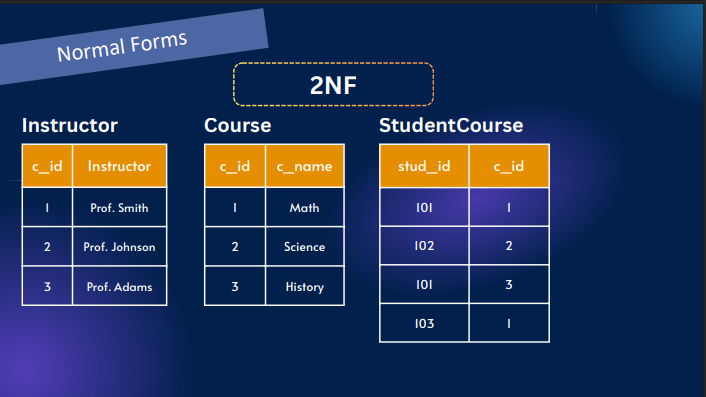 Normal Forms
2NF
Instructor
c_id Instructor
1 Prof. Smith
2 Prof. Johnson
3 Prof. Adams
Course
c_id c_name
1 Math
2 Science
3 History
StudentCourse
stud_id c_id
101 1
102 2
101 3
103 1